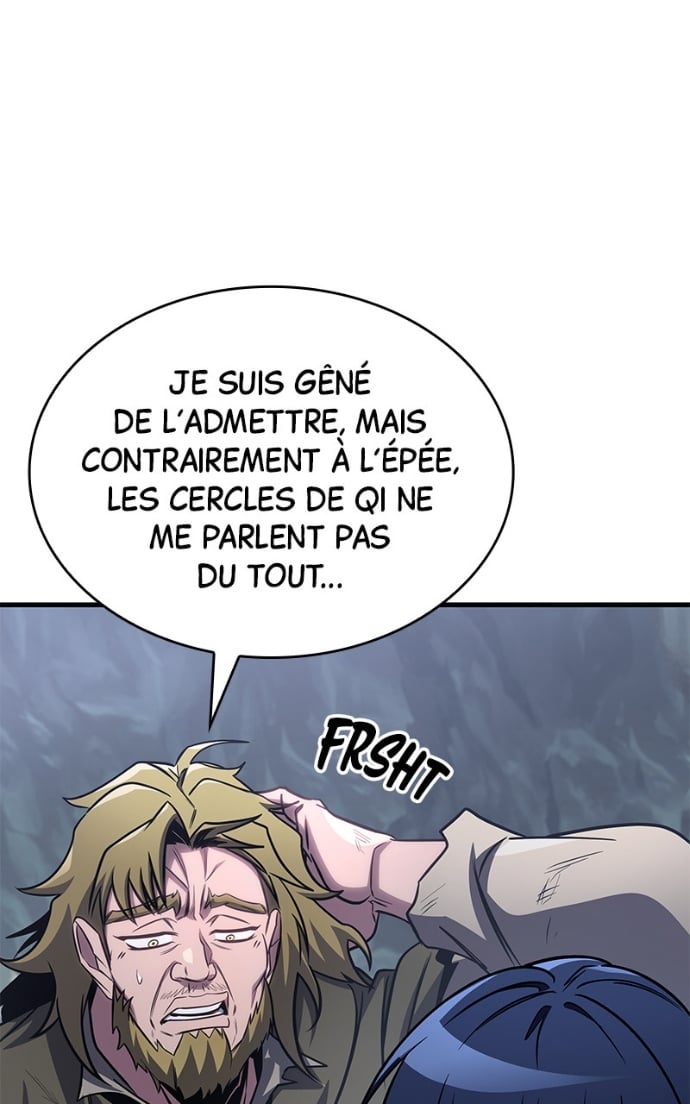 JE SUIS GÊNÉ
DE L'ADMETTRE, MAIS
CONTRAIREMENT À L'ÉPÉE,
LES CERCLES DE QI NE
ME PARLENT PAS
DU TOUT...
FRSHT